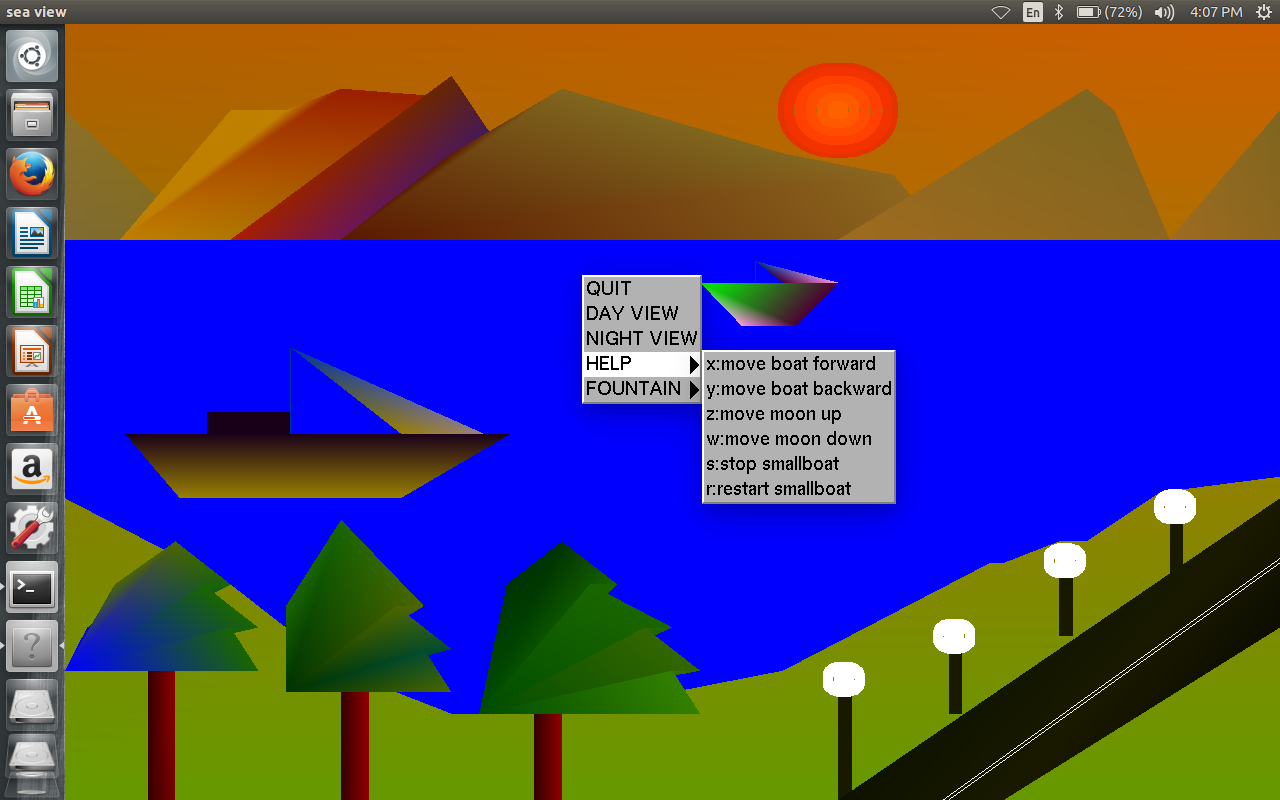 sea view
En
(72%)
4:07 PM
QUIT
DAY VIEW
NIGHT VIEW
HELP
FOUNTAIN
x:move boat forward
y:move boat backward
z:move moon up
w:move moon down
s:stop smallboat
r:restart smallboat
A
a
>_
?